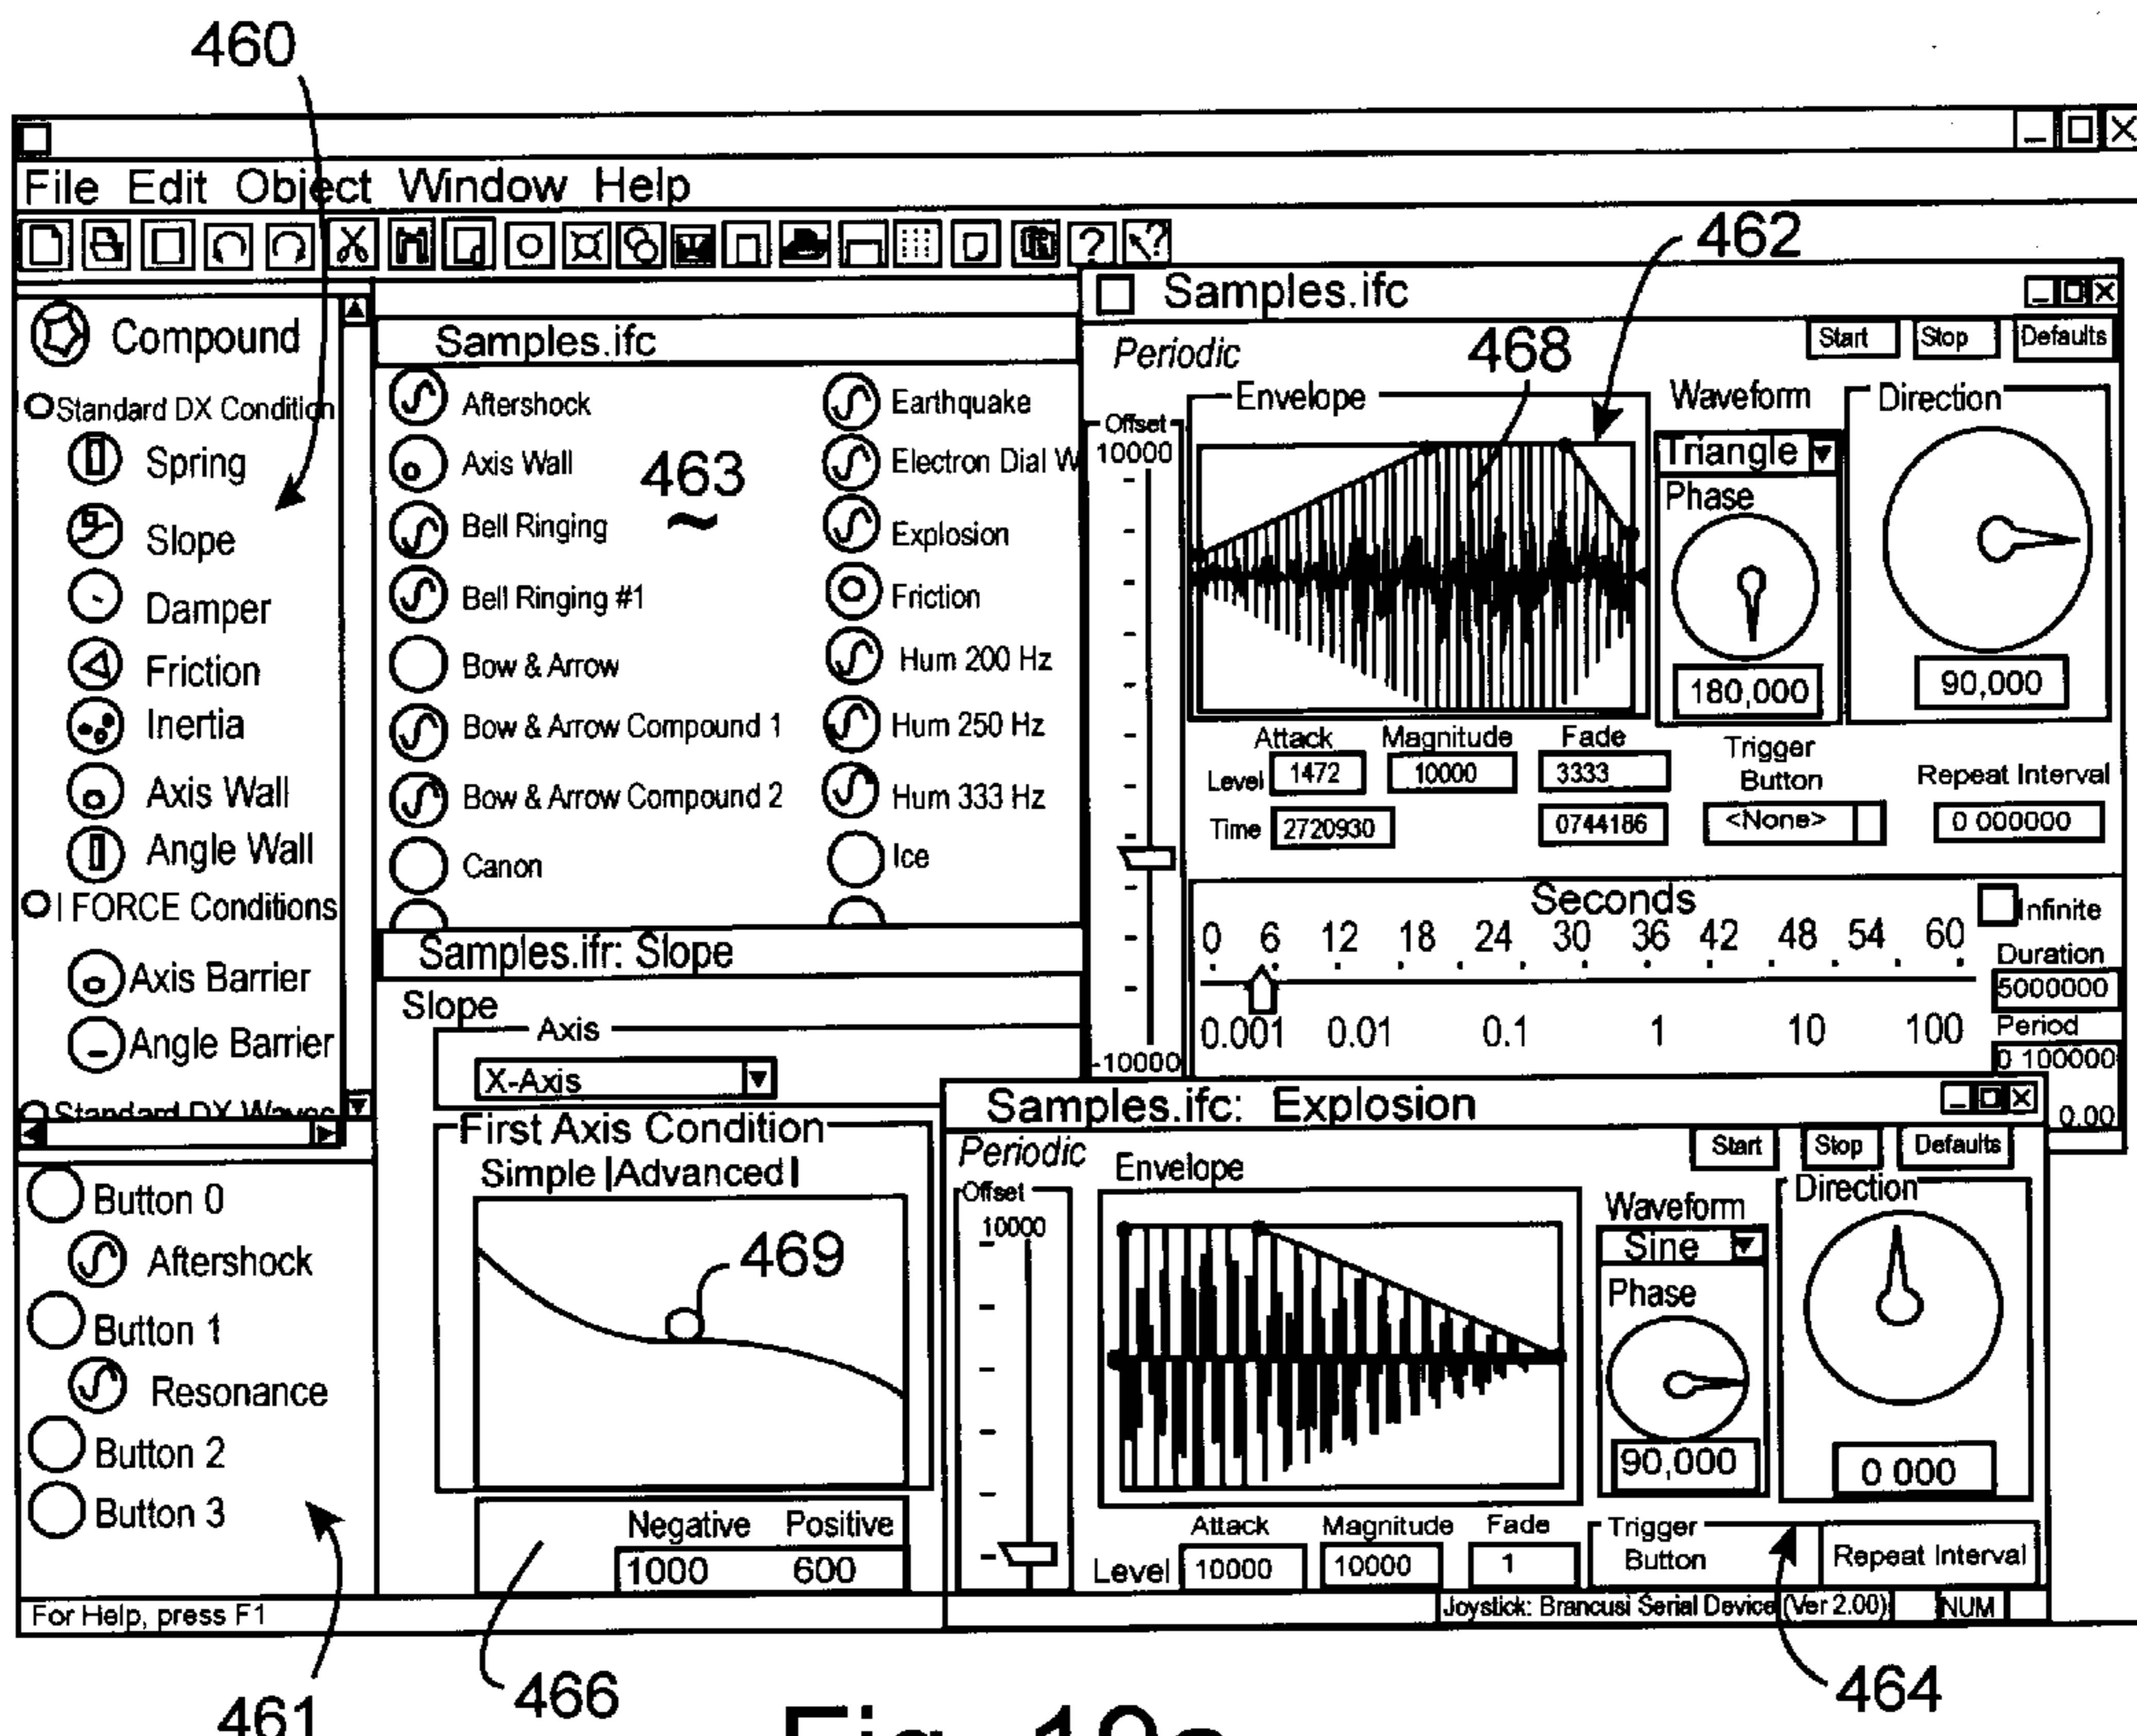 460
File Edit Object Window Help
462
Compound
Standard DX Condition
Spring
Slope
Damper
Friction
Inertia
Axis Wall
Angle Wall
I FORCE Conditions
Axis Barrier
Angle Barrier
Standard DX Waves
Button 0
Aftershock
Button 1
Resonance
Button 2
Button 3
For Help, press F1
461
Samples.ifc
Aftershock
Axis Wall
Bell Ringing
Bell Ringing #1
Bow & Arrow
Bow & Arrow Compound 1
Bow & Arrow Compound 2
Canon
463
Earthquake
Electron Dial W
Explosion
Friction
Hum 200 Hz
Hum 250 Hz
Hum 333 Hz
Ice
Samples.ifr: Slope
Slope
Axis
X-Axis
First Axis Condition
Simple |Advanced|
469
Negative Positive
1000 600
466
Samples.ifc
Start Stop Defaults
Periodic
468
Envelope Waveform Direction
Offset
10000
Triangle
Phase
180,000
90,000
Attack Magnitude Fade Trigger Button Repeat Interval
Level 1472 10000 3333
Time 2720930 0744186 <None> 0 000000
Seconds
Infinite
0 6 12 18 24 30 36 42 48 54 60
Duration
5000000
0.001 0.01 0.1 1 10 100
Period
0 100000
-10000
0.00
Samples.ifc: Explosion
Start Stop Defaults
Periodic
Envelope
Offset
10000
Waveform
Direction
Sine
Phase
90,000
0 000
Attack Magnitude Fade Trigger Button Repeat Interval
Level 10000 10000 1
Joystick: Brancusi Serial Device (Ver 2.00) NUM
464